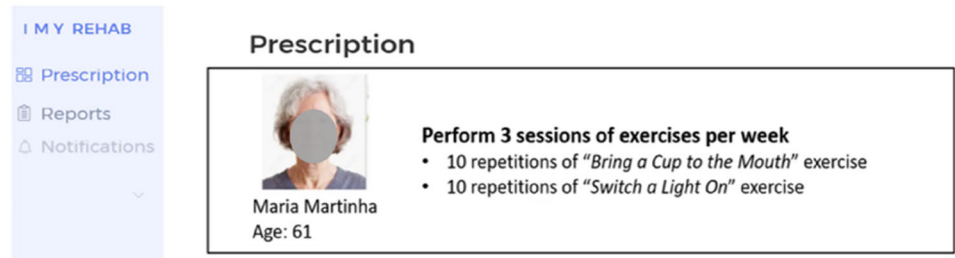 I MY REHAB
Prescription
Reports
Notifications
Prescription
Maria Martinha
Age: 61
Perform 3 sessions of exercises per week
• 10 repetitions of “Bring a Cup to the Mouth” exercise
• 10 repetitions of “Switch a Light On” exercise